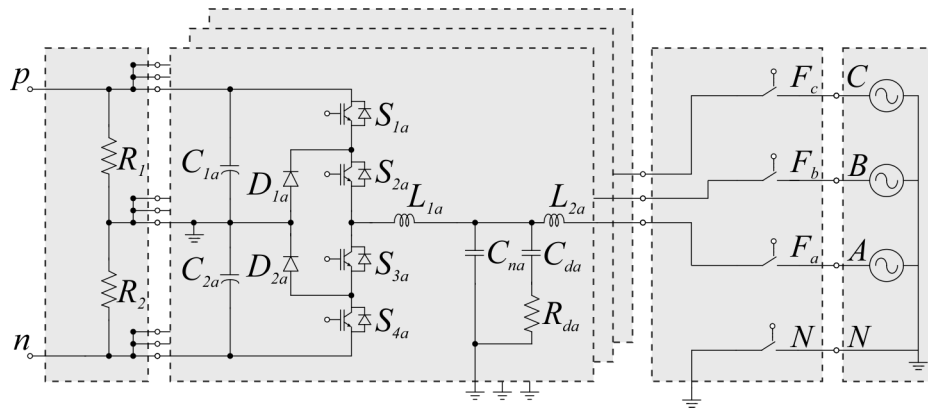 p
n
R1
R2
C1a
C2a
D1a
D2a
S1a
S2a
S3a
S4a
L1a
L2a
Cna
Cda
Rda
Fc
C
Fb
B
Fa
A
N
N